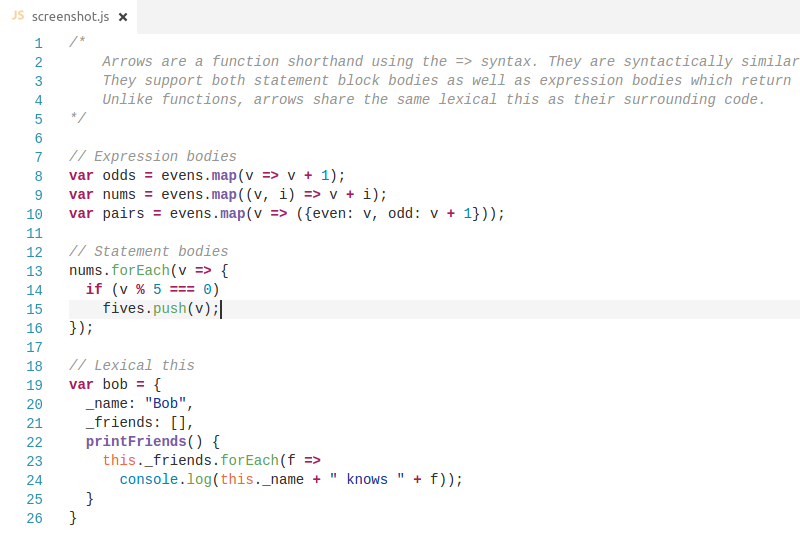 JS screenshot.js ×
1 /*
2     Arrows are a function shorthand using the => syntax. They are syntactically similar
3     They support both statement block bodies as well as expression bodies which return
4     Unlike functions, arrows share the same lexical this as their surrounding code.
5 */
6
7 // Expression bodies
8 var odds = evens.map(v => v + 1);
9 var nums = evens.map((v, i) => v + i);
10 var pairs = evens.map(v => ({even: v, odd: v + 1}));
11
12 // Statement bodies
13 nums.forEach(v => {
14   if (v % 5 === 0)
15     fives.push(v);
16 });
17
18 // Lexical this
19 var bob = {
20   _name: "Bob",
21   _friends: [],
22   printFriends() {
23     this._friends.forEach(f =>
24       console.log(this._name + " knows " + f));
25   }
26 }